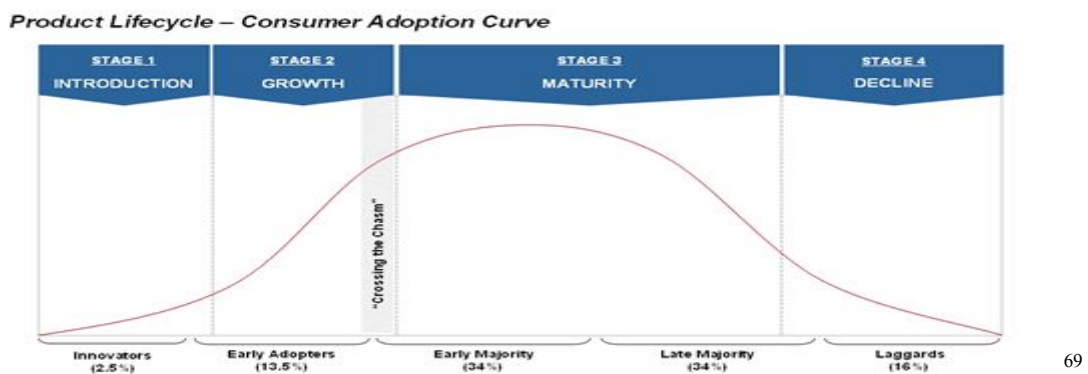 Product Lifecycle – Consumer Adoption Curve
STAGE 1
INTRODUCTION
STAGE 2
GROWTH
STAGE 3
MATURITY
STAGE 4
DECLINE
"Crossing the Chasm"
Innovators
(2.5%)
Early Adopters
(13.5%)
Early Majority
(34%)
Late Majority
(34%)
Laggards
(16%)
69